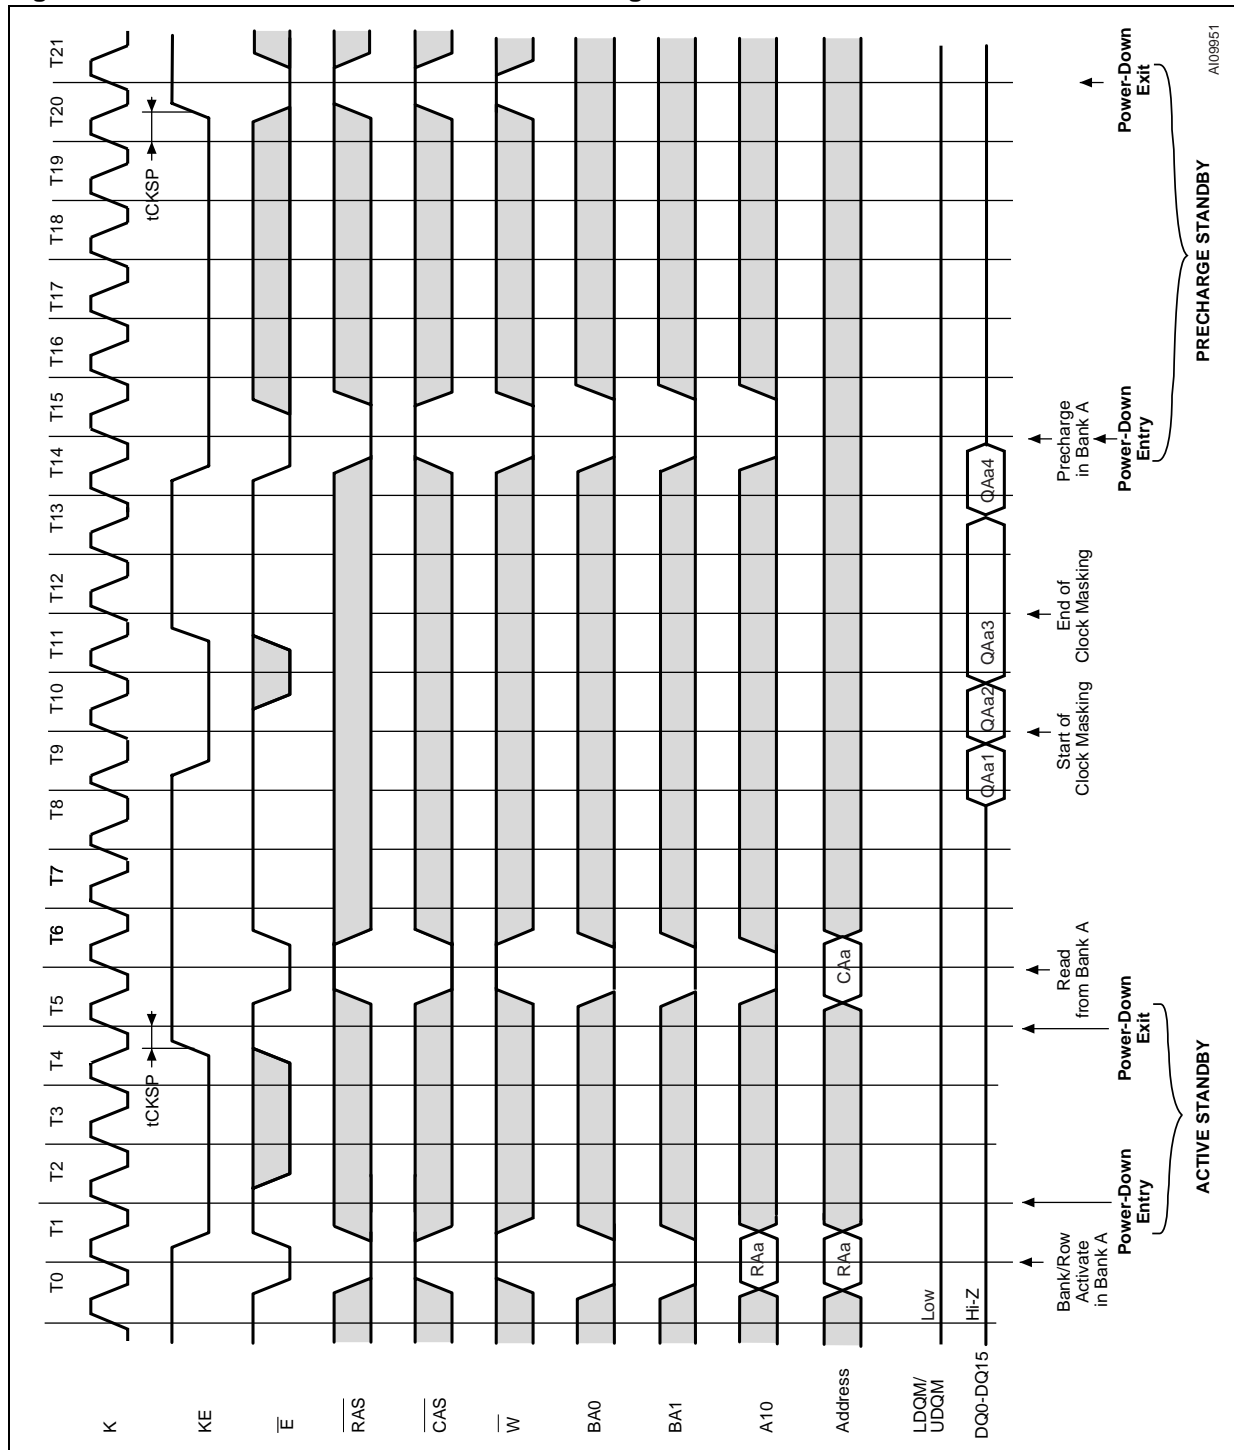 T0 T1 T2 T3 T4 T5 T6 T7 T8 T9 T10 T11 T12 T13 T14 T15 T16 T17 T18 T19 T20 T21
K
KE
tCKSP
tCKSP
E
RAS
CAS
W
BA0
BA1
A10
RAa
Address
RAa
CAa
LDQM/
UDQM
Low
DQ0-DQ15
Hi-Z
QAa1
QAa2
QAa3
QAa4
Bank/Row
Activate
in Bank A
Read
from Bank A
Start of
Clock Masking
End of
Clock Masking
Precharge
in Bank A
Power-Down
Entry
Power-Down
Exit
Power-Down
Entry
Power-Down
Exit
ACTIVE STANDBY
PRECHARGE STANDBY
AI09951